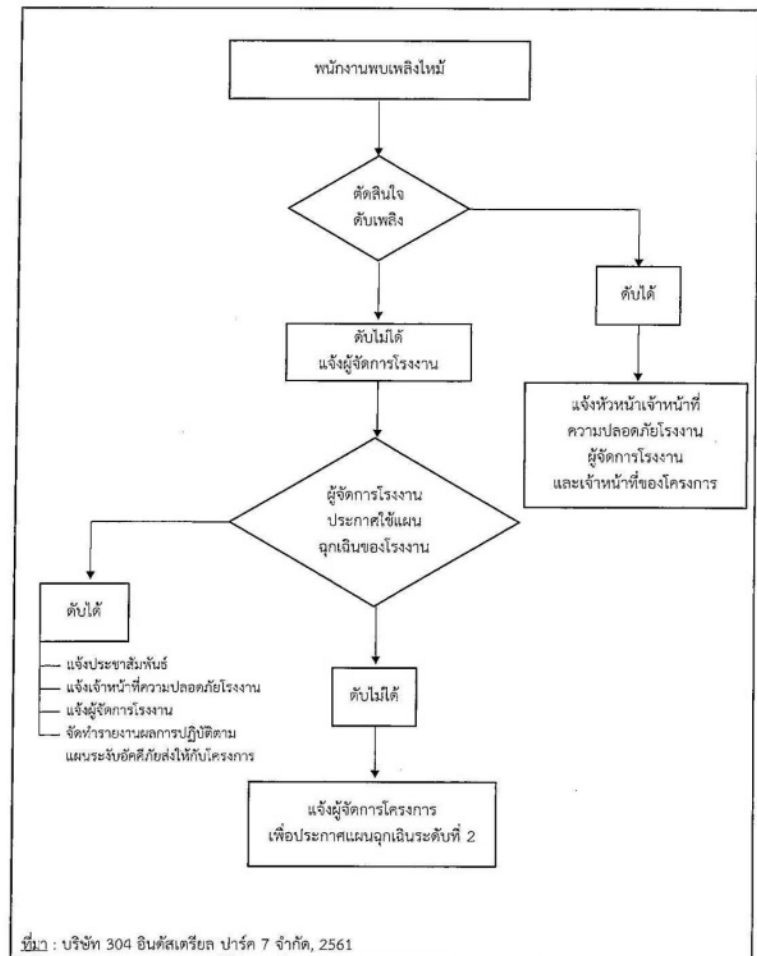 พนักงานพบเพลิงไหม้
ตัดสินใจ
ดับเพลิง
ดับได้
ดับไม่ได้
แจ้งผู้จัดการโรงงาน
แจ้งหัวหน้าเจ้าหน้าที่
ความปลอดภัยโรงงาน
ผู้จัดการโรงงาน
และเจ้าหน้าที่ของโครงการ
ผู้จัดการโรงงาน
ประกาศใช้แผน
ฉุกเฉินของโรงงาน
ดับได้
แจ้งประชาสัมพันธ์
แจ้งเจ้าหน้าที่ความปลอดภัยโรงงาน
แจ้งผู้จัดการโรงงาน
จัดทำรายงานผลการปฏิบัติตาม
แผนระงับอัคคีภัยส่งให้กับโครงการ
ดับไม่ได้
แจ้งผู้จัดการโครงการ
เพื่อประกาศแผนฉุกเฉินระดับที่ 2
ที่มา : บริษัท 304 อินดัสเตรียล ปาร์ค 7 จำกัด, 2561